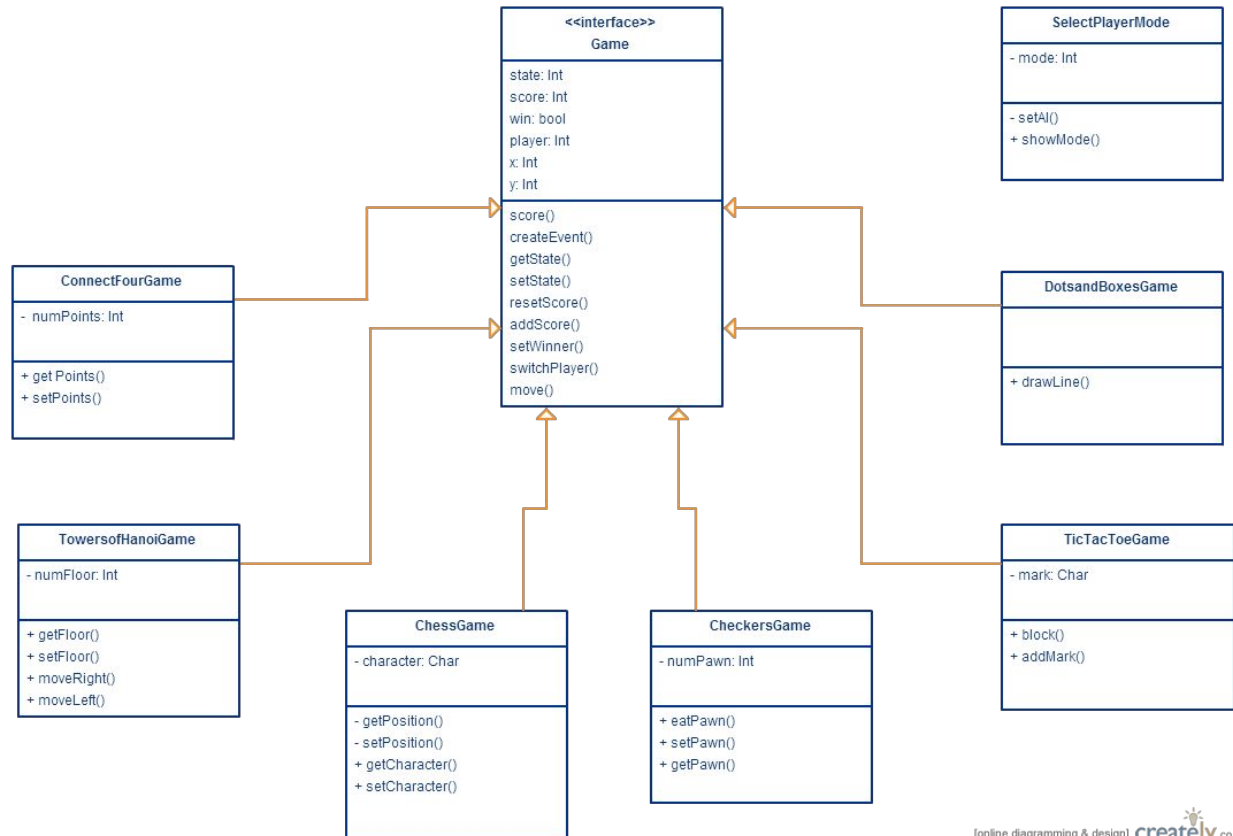 <<interface>>
Game
state: Int
score: Int
win: bool
player: Int
x: Int
y: Int
score()
createEvent()
getState()
setState()
resetScore()
addScore()
setWinner()
switchPlayer()
move()
SelectPlayerMode
- mode: Int
- setAI()
+ showMode()
ConnectFourGame
- numPoints: Int
+ get Points()
+ setPoints()
DotsandBoxesGame
+ drawLine()
TowersofHanoiGame
- numFloor: Int
+ getFloor()
+ setFloor()
+ moveRight()
+ moveLeft()
ChessGame
- character: Char
- getPosition()
- setPosition()
+ getCharacter()
+ setCharacter()
CheckersGame
- numPawn: Int
+ eatPawn()
+ setPawn()
+ getPawn()
TicTacToeGame
- mark: Char
+ block()
+ addMark()
[online diagramming & design] creately.co